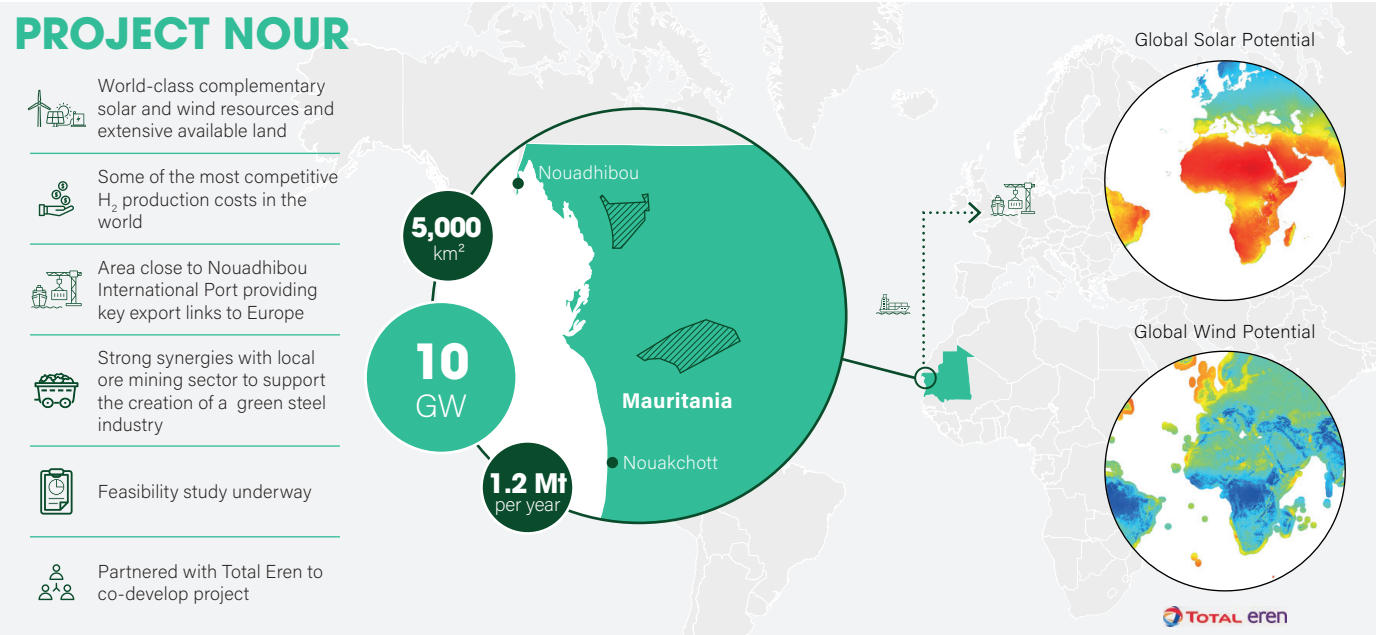 PROJECT NOUR
World-class complementary
solar and wind resources and
extensive available land
Some of the most competitive
H₂ production costs in the
world
Area close to Nouadhibou
International Port providing
key export links to Europe
Strong synergies with local
ore mining sector to support
the creation of a green steel
industry
Feasibility study underway
Partnered with Total Eren to
co-develop project
5,000
km²
10
GW
1.2 Mt
per year
Nouadhibou
Mauritania
Nouakchott
Global Solar Potential
Global Wind Potential
TOTAL eren